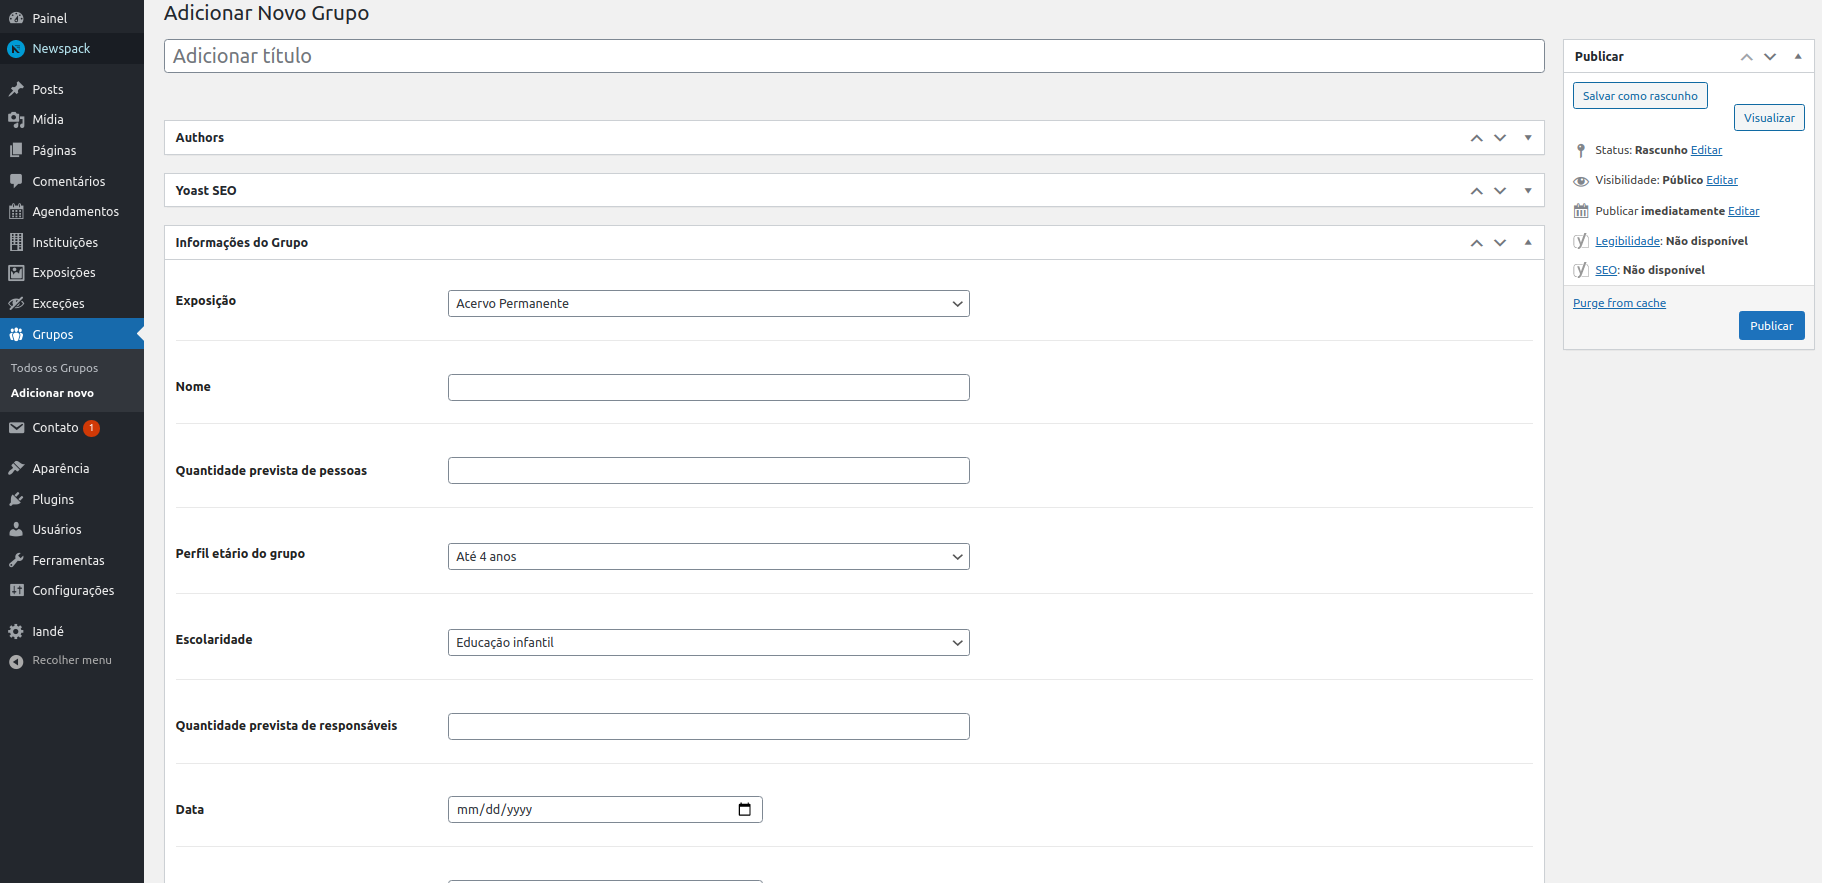 Painel
Newspack
Posts
Mídia
Páginas
Comentários
Agendamentos
Instituições
Exposições
Exceções
Grupos
Todos os Grupos
Adicionar novo
Contato 1
Aparência
Plugins
Usuários
Ferramentas
Configurações
Iandé
Recolher menu
Adicionar Novo Grupo
Adicionar título
Authors
Yoast SEO
Informações do Grupo
Exposição
Acervo Permanente
Nome
Quantidade prevista de pessoas
Perfil etário do grupo
Até 4 anos
Escolaridade
Educação infantil
Quantidade prevista de responsáveis
Data
mm/dd/yyyy
Publicar
Salvar como rascunho
Visualizar
Status: Rascunho Editar
Visibilidade: Público Editar
Publicar imediatamente Editar
Legibilidade: Não disponível
SEO: Não disponível
Purge from cache
Publicar